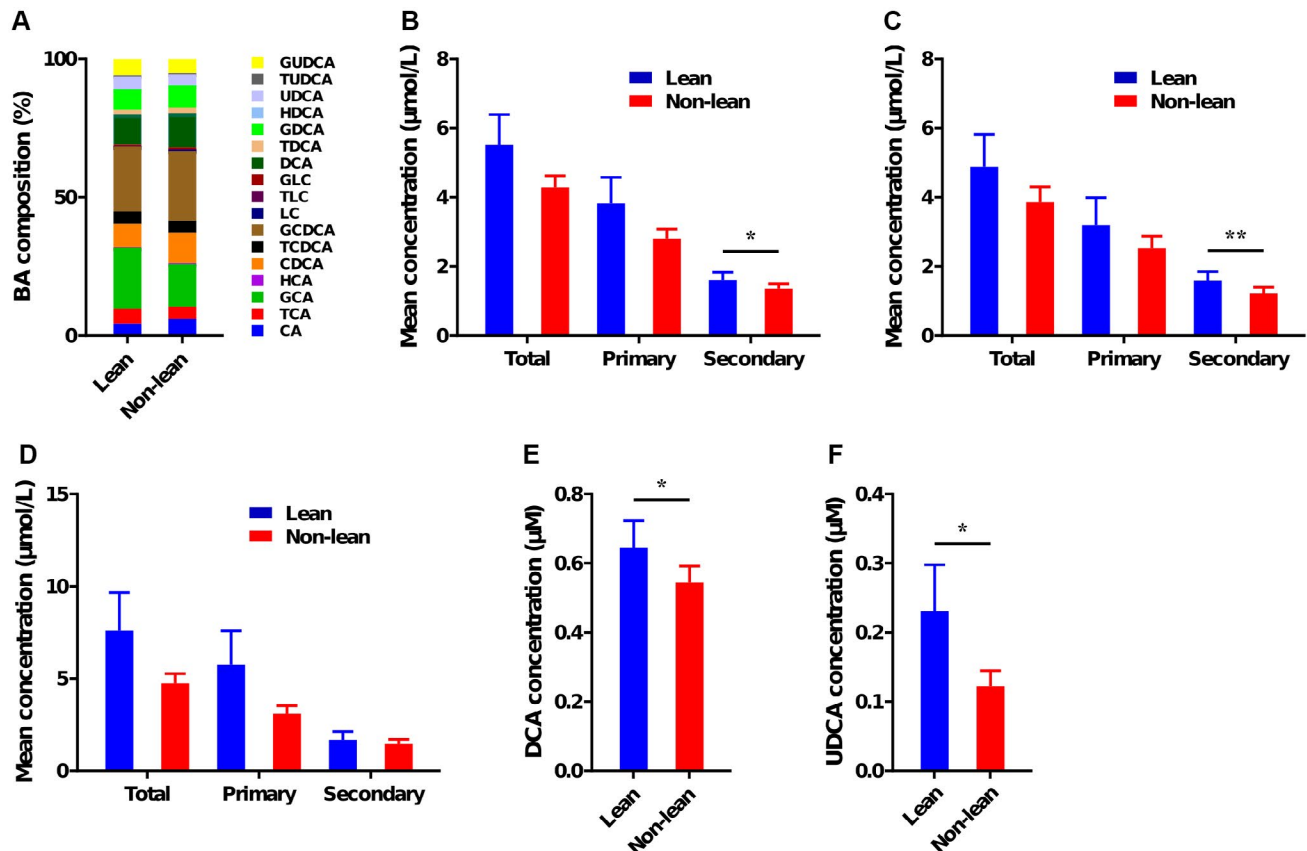 A
BA composition (%)
100
50
0
Lean
Non-lean
GUDCA
TUDCA
UDCA
HDCA
GDCA
TDCA
DCA
GLC
TLC
LC
GCDCA
TCDCA
CDCA
HCA
GCA
TCA
CA
B
Mean concentration (µmol/L)
8
6
4
2
0
Lean
Non-lean
*
Total
Primary
Secondary
C
Mean concentration (µmol/L)
8
6
4
2
0
Lean
Non-lean
**
Total
Primary
Secondary
D
Mean concentration (µmol/L)
15
10
5
0
Lean
Non-lean
Total
Primary
Secondary
E
DCA concentration (µM)
0.8
0.6
0.4
0.2
0.0
*
Lean
Non-lean
F
UDCA concentration (µM)
0.4
0.3
0.2
0.1
0.0
*
Lean
Non-lean